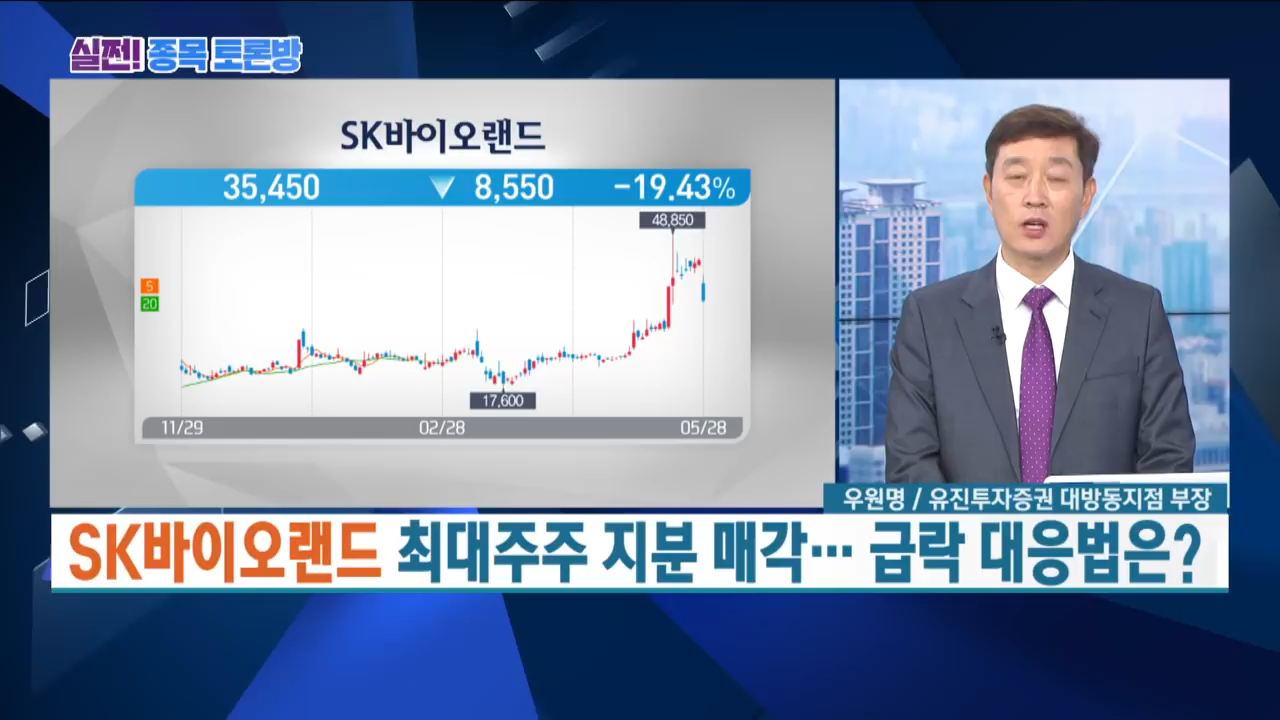 실쩐! 종목 토론방
SK바이오랜드
35,450 ▼ 8,550 -19.43%
48,850
5
20
17,600
11/29 02/28 05/28
우원명 / 유진투자증권 대방동지점 부장
SK바이오랜드 최대주주 지분 매각… 급락 대응법은?